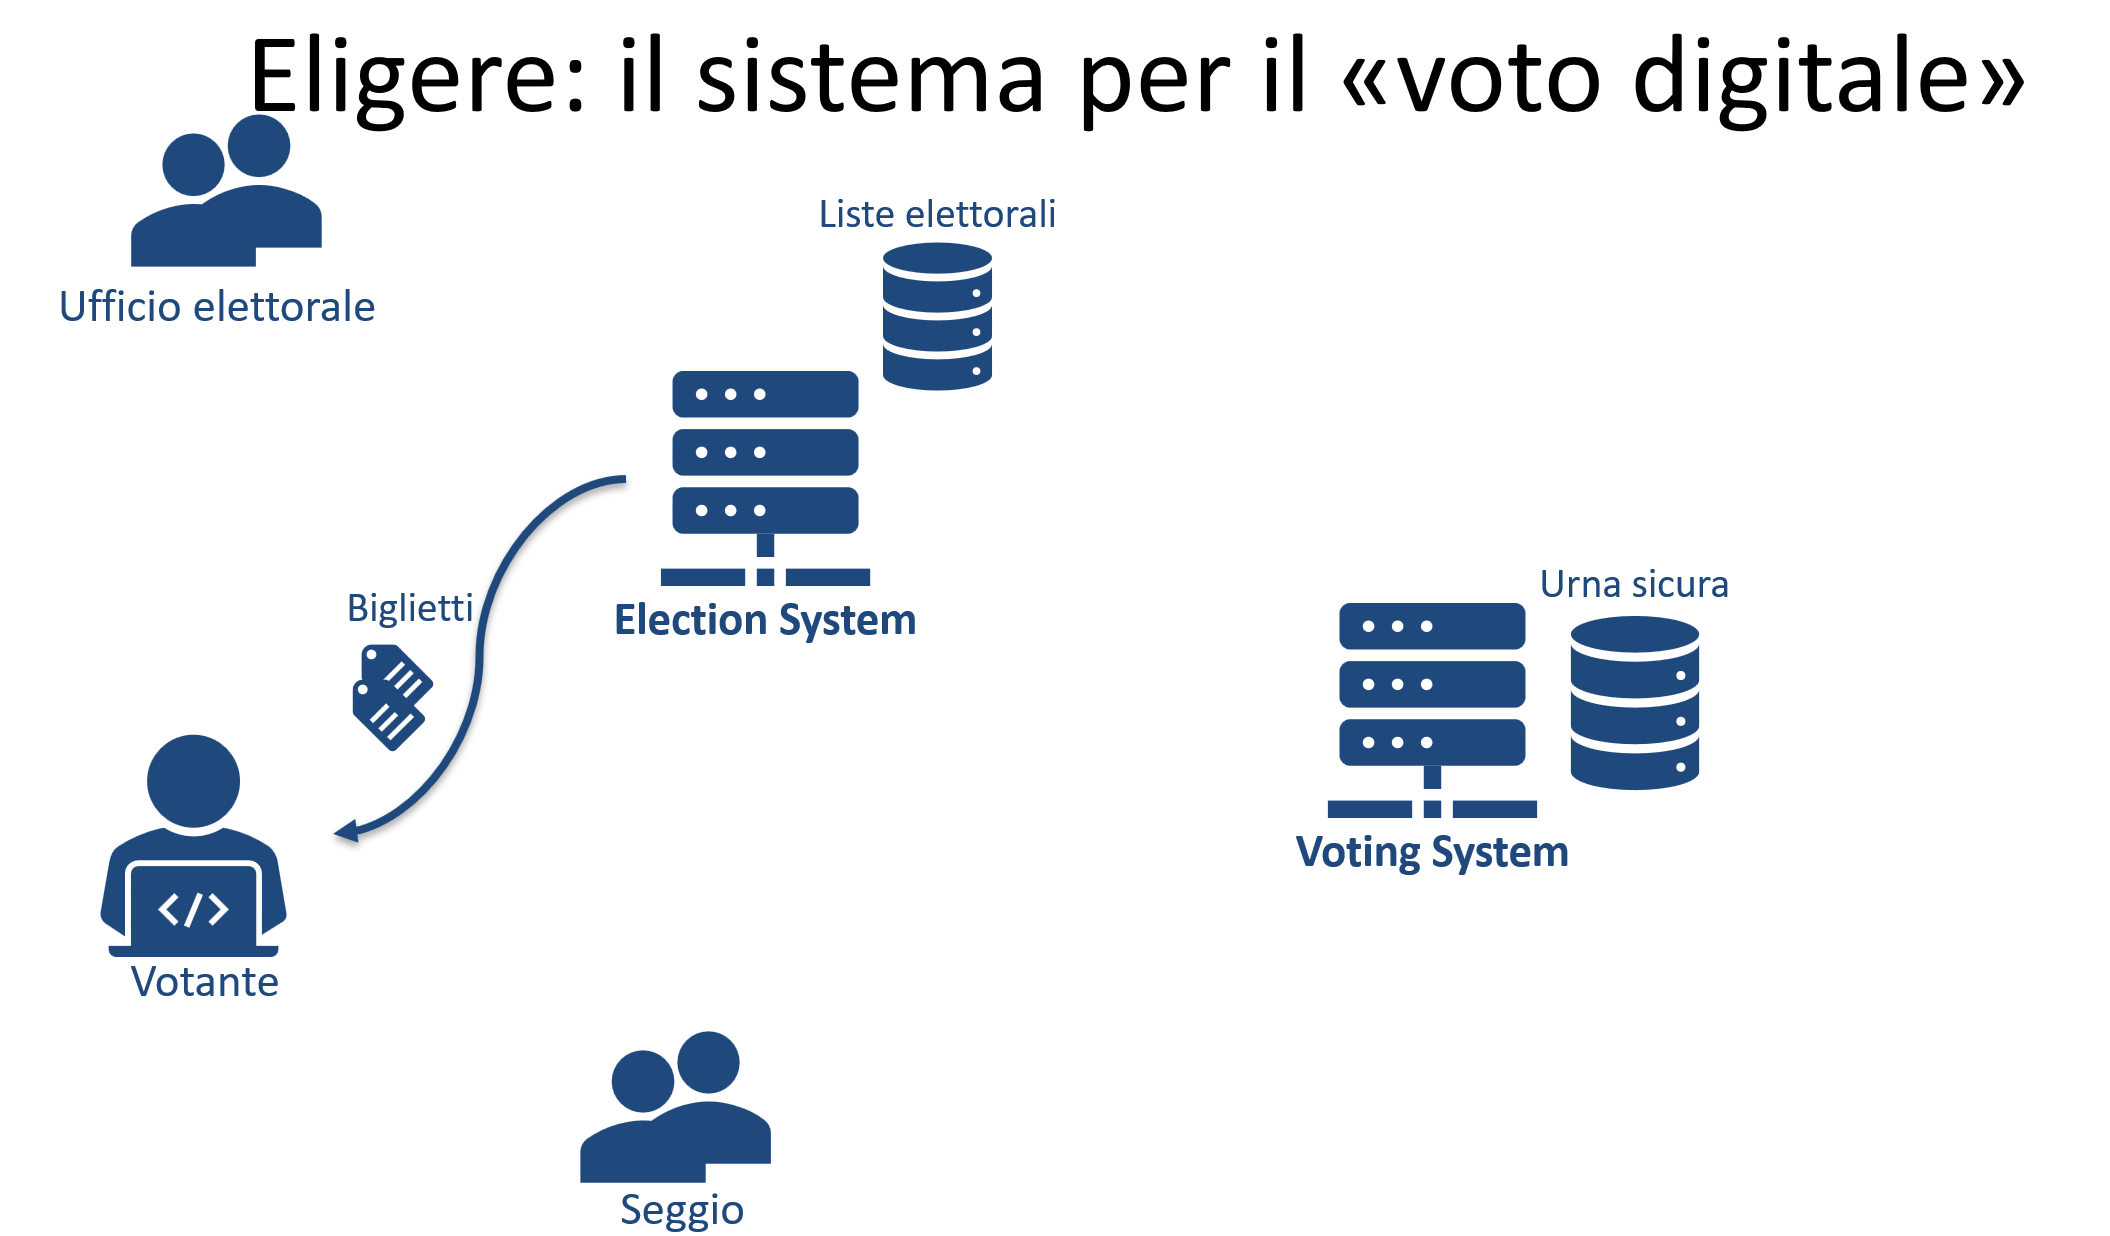 Eligere: il sistema per il «voto digitale»
Liste elettorali
Ufficio elettorale
Urna sicura
Biglietti
Election System
Voting System
Votante
Seggio